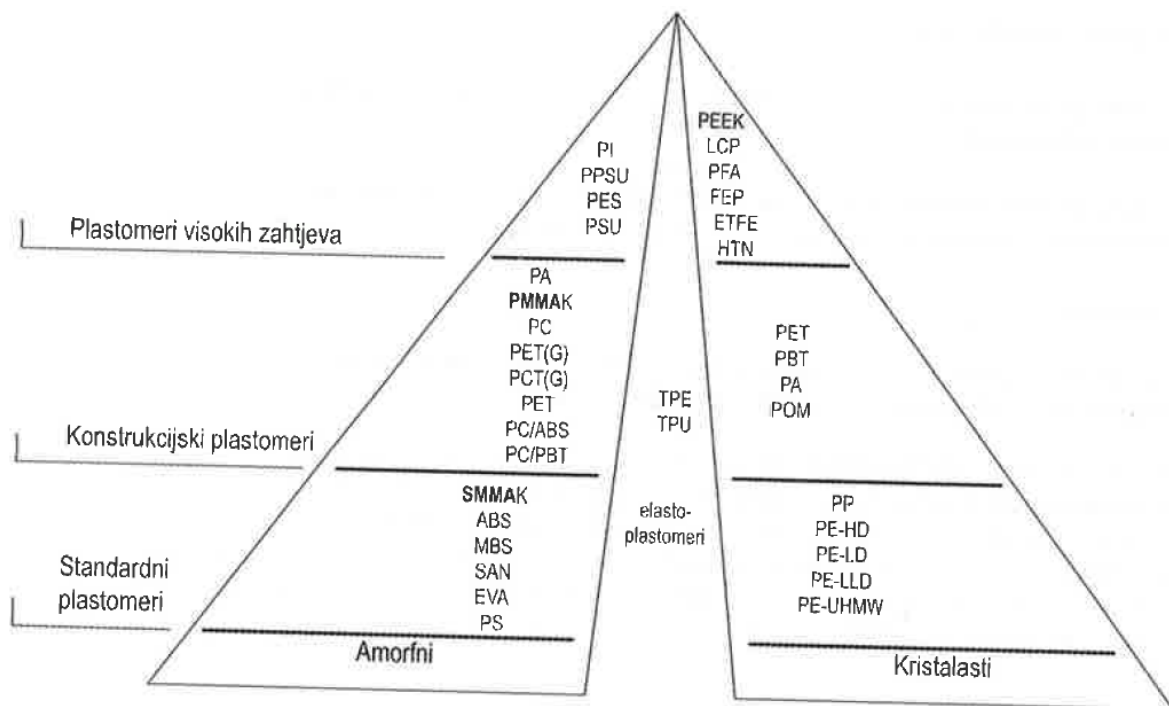 PI
PPSU
PES
PSU
PEEK
LCP
PFA
FEP
ETFE
HTN
Plastomeri visokih zahtjeva
PA
PMMAK
PC
PET(G)
PCT(G)
PET
PC/ABS
PC/PBT
TPE
TPU
PET
PBT
PA
POM
Konstrukcijski plastomeri
SMMAK
ABS
MBS
SAN
EVA
PS
elasto-
plastomeri
PP
PE-HD
PE-LD
PE-LLD
PE-UHMW
Standardni
plastomeri
Amorfni
Kristalasti